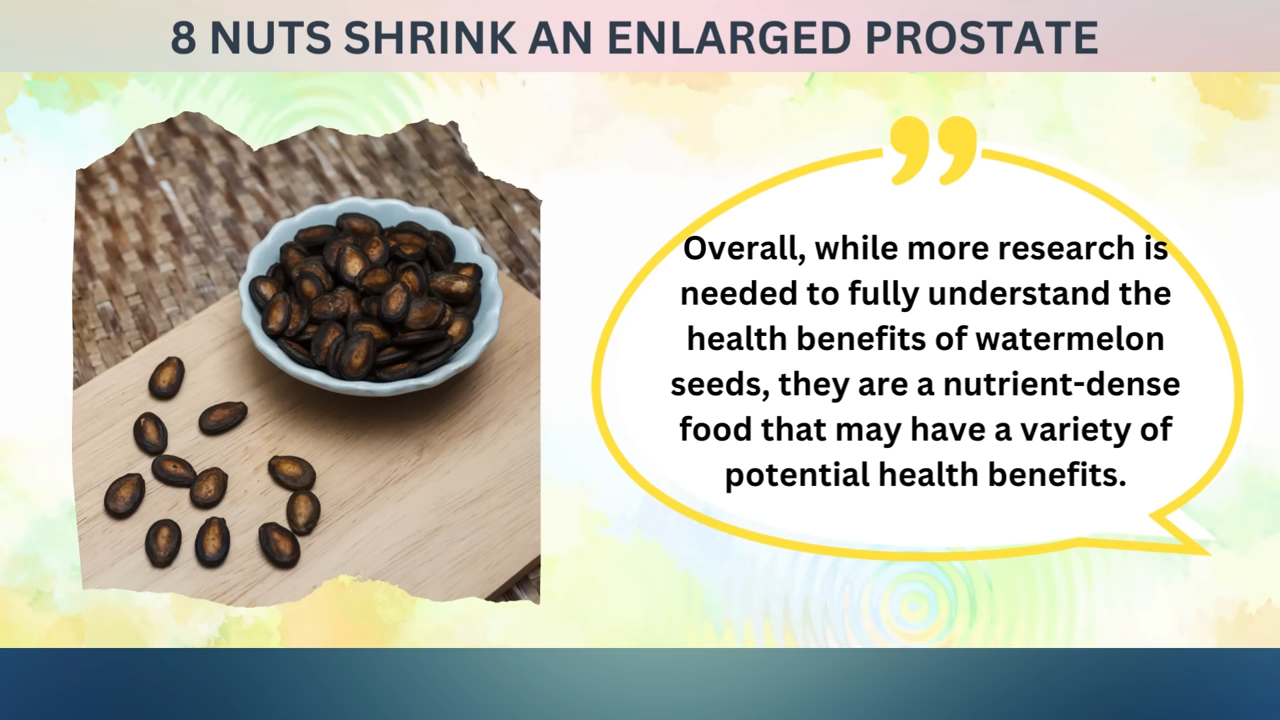 8 NUTS SHRINK AN ENLARGED PROSTATE
Overall, while more research is
needed to fully understand the
health benefits of watermelon
seeds, they are a nutrient-dense
food that may have a variety of
potential health benefits.